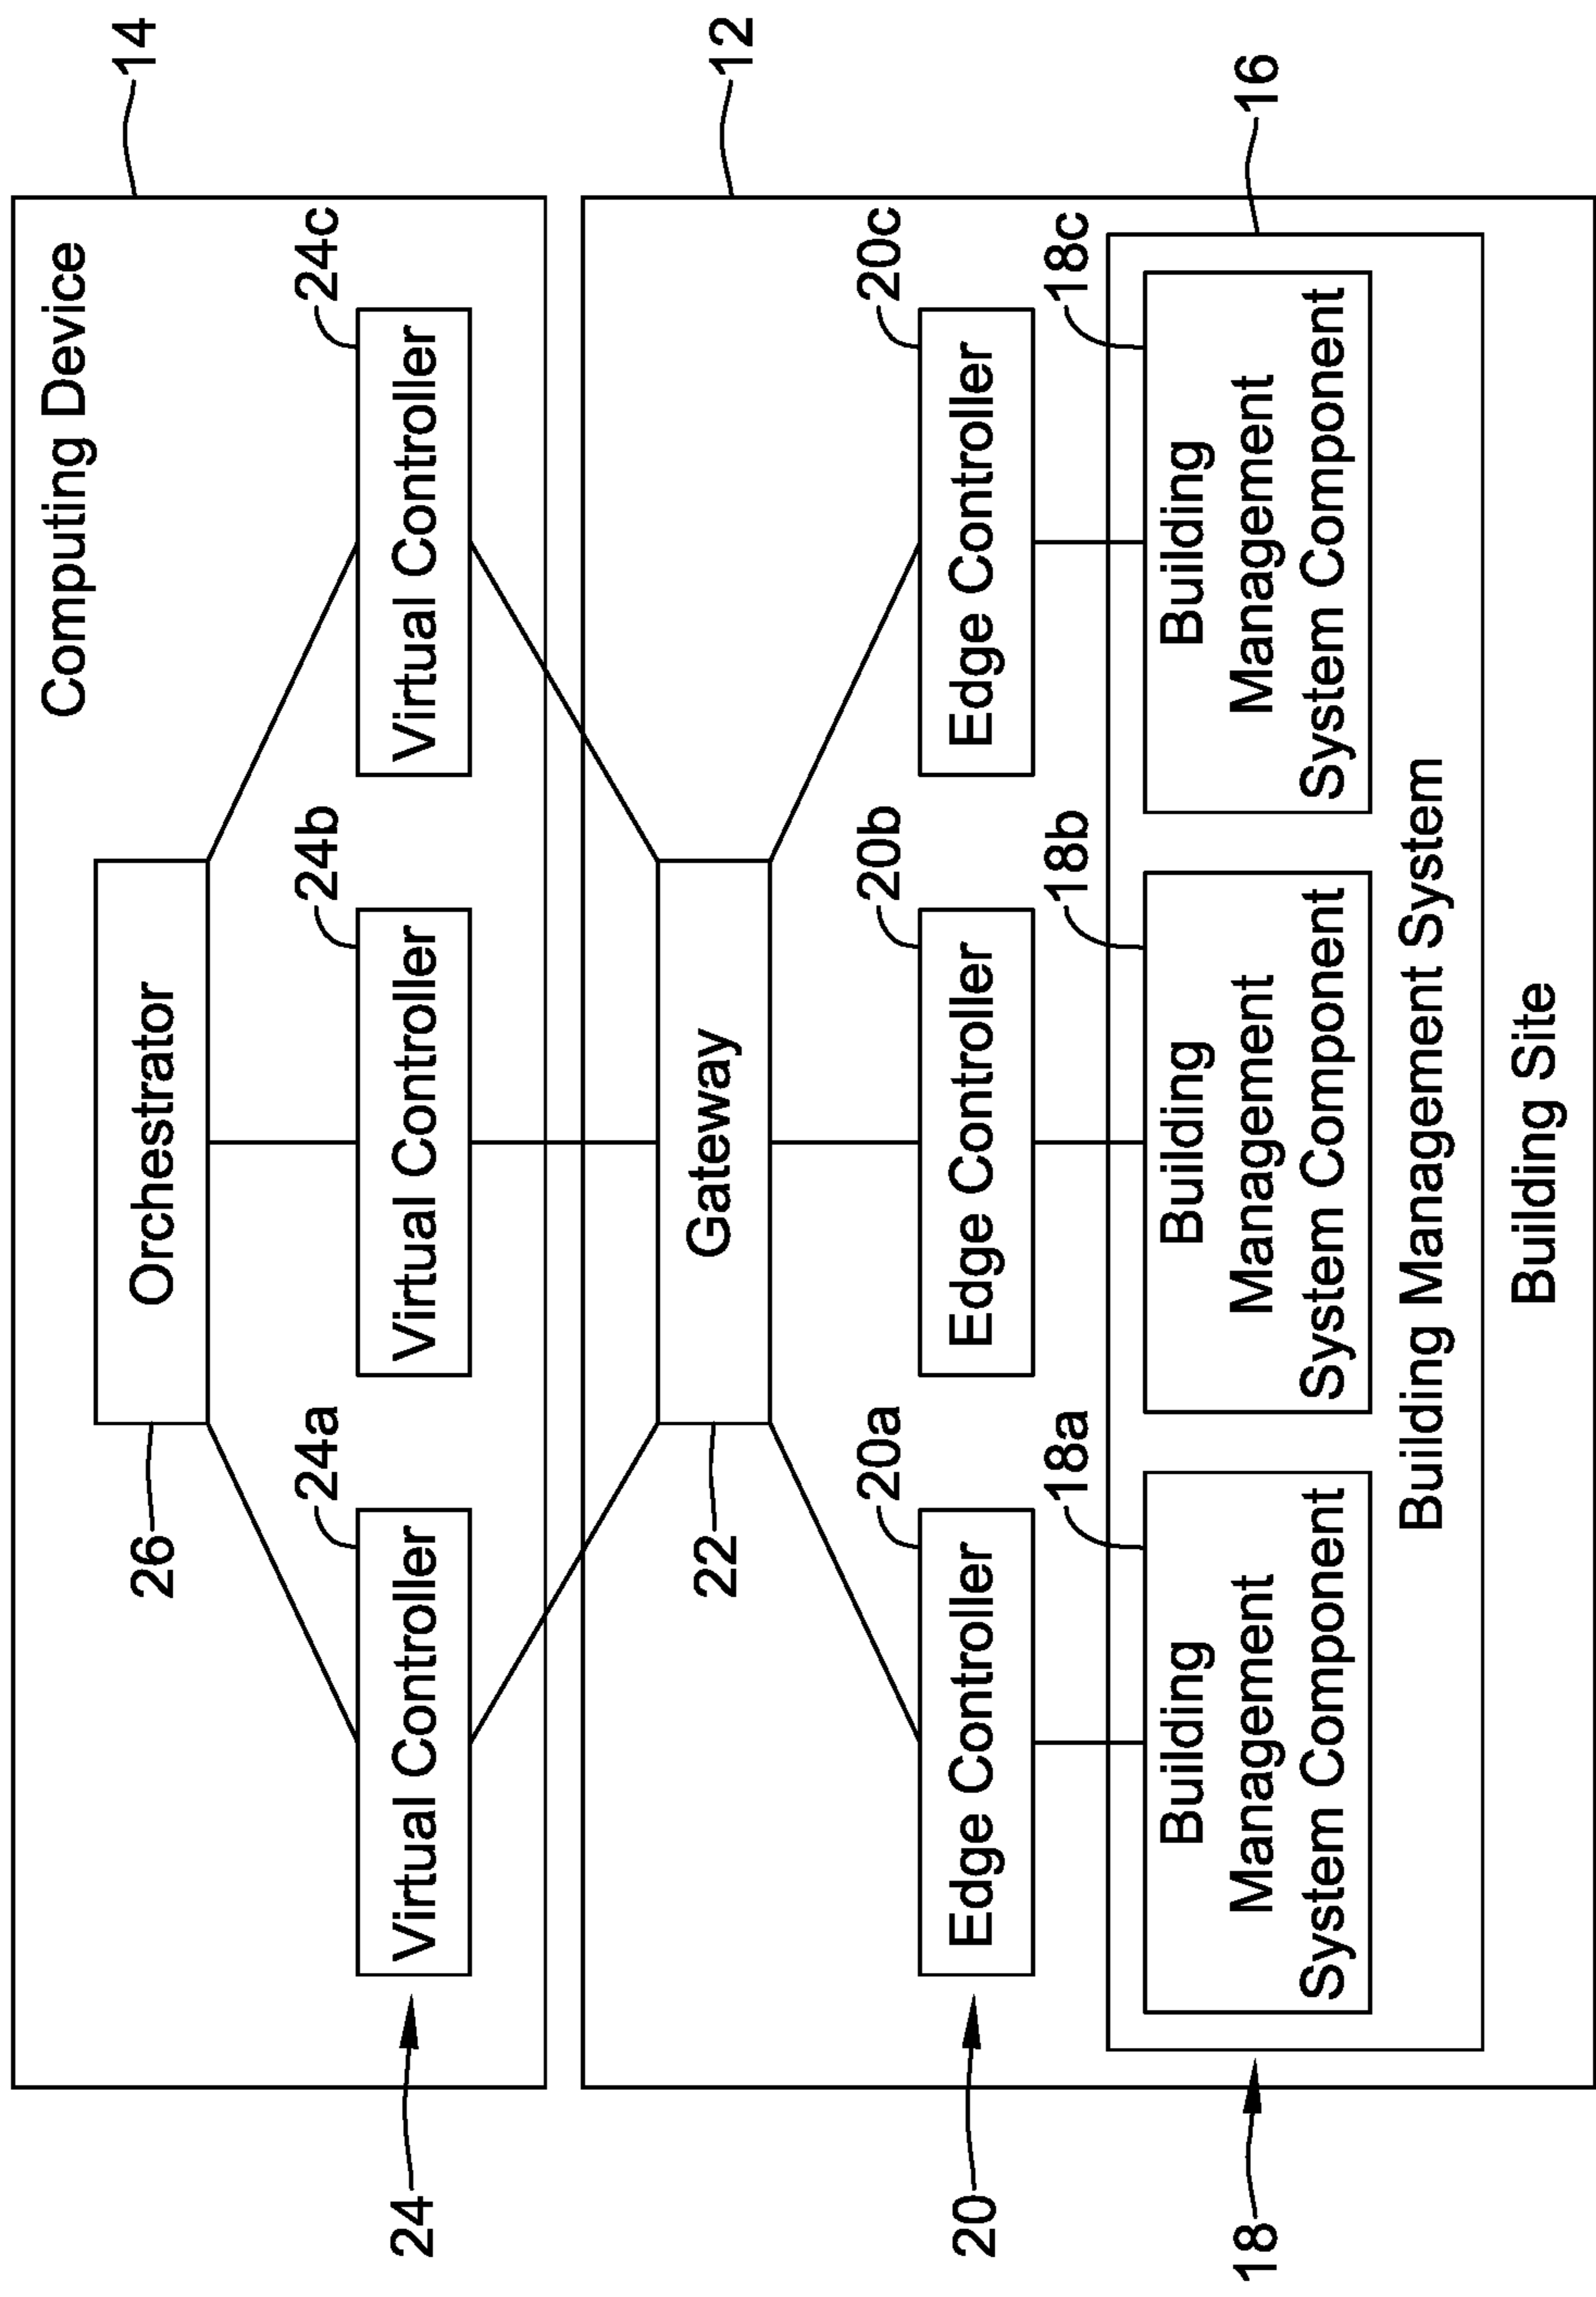 14
Computing Device
Orchestrator
26
24a
24b
24c
Virtual Controller
Virtual Controller
Virtual Controller
24
12
Gateway
22
20a
20b
20c
Edge Controller
Edge Controller
Edge Controller
20
18a
18b
18c
16
Building
Management
System Component
Building
Management
System Component
Building
Management
System Component
18
Building Management System
Building Site